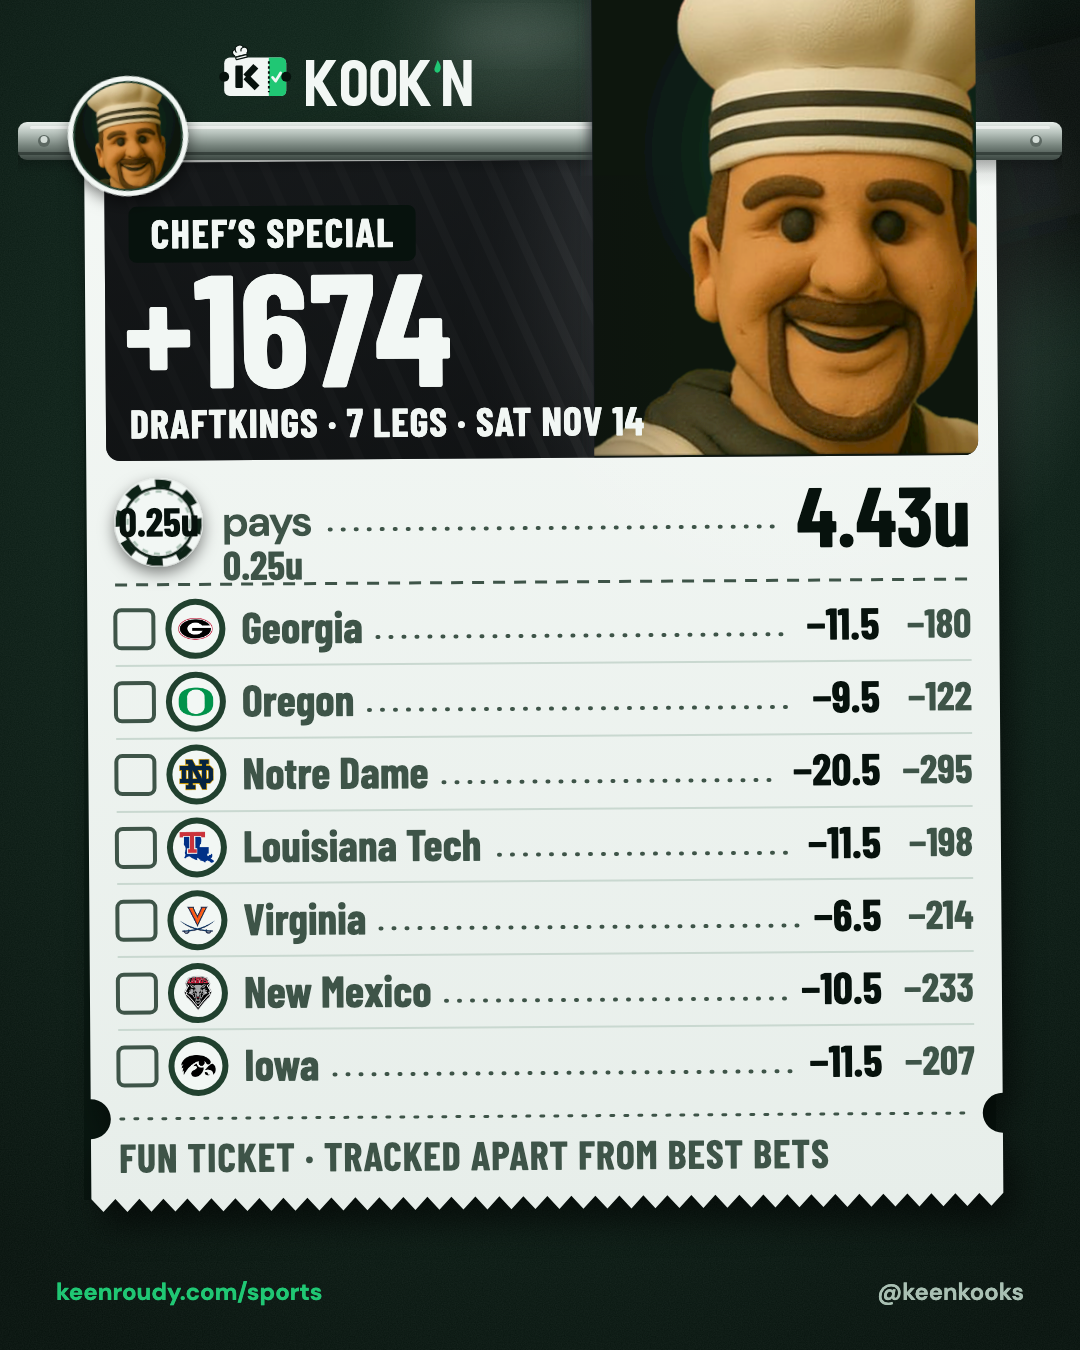 K KOOK'N
CHEF'S SPECIAL
+1674
DRAFTKINGS · 7 LEGS · SAT NOV 14
0.25u pays 4.43u
0.25u
Georgia −11.5 −180
Oregon −9.5 −122
Notre Dame −20.5 −295
Louisiana Tech −11.5 −198
Virginia −6.5 −214
New Mexico −10.5 −233
Iowa −11.5 −207
FUN TICKET · TRACKED APART FROM BEST BETS
keenroudy.com/sports @keenkooks